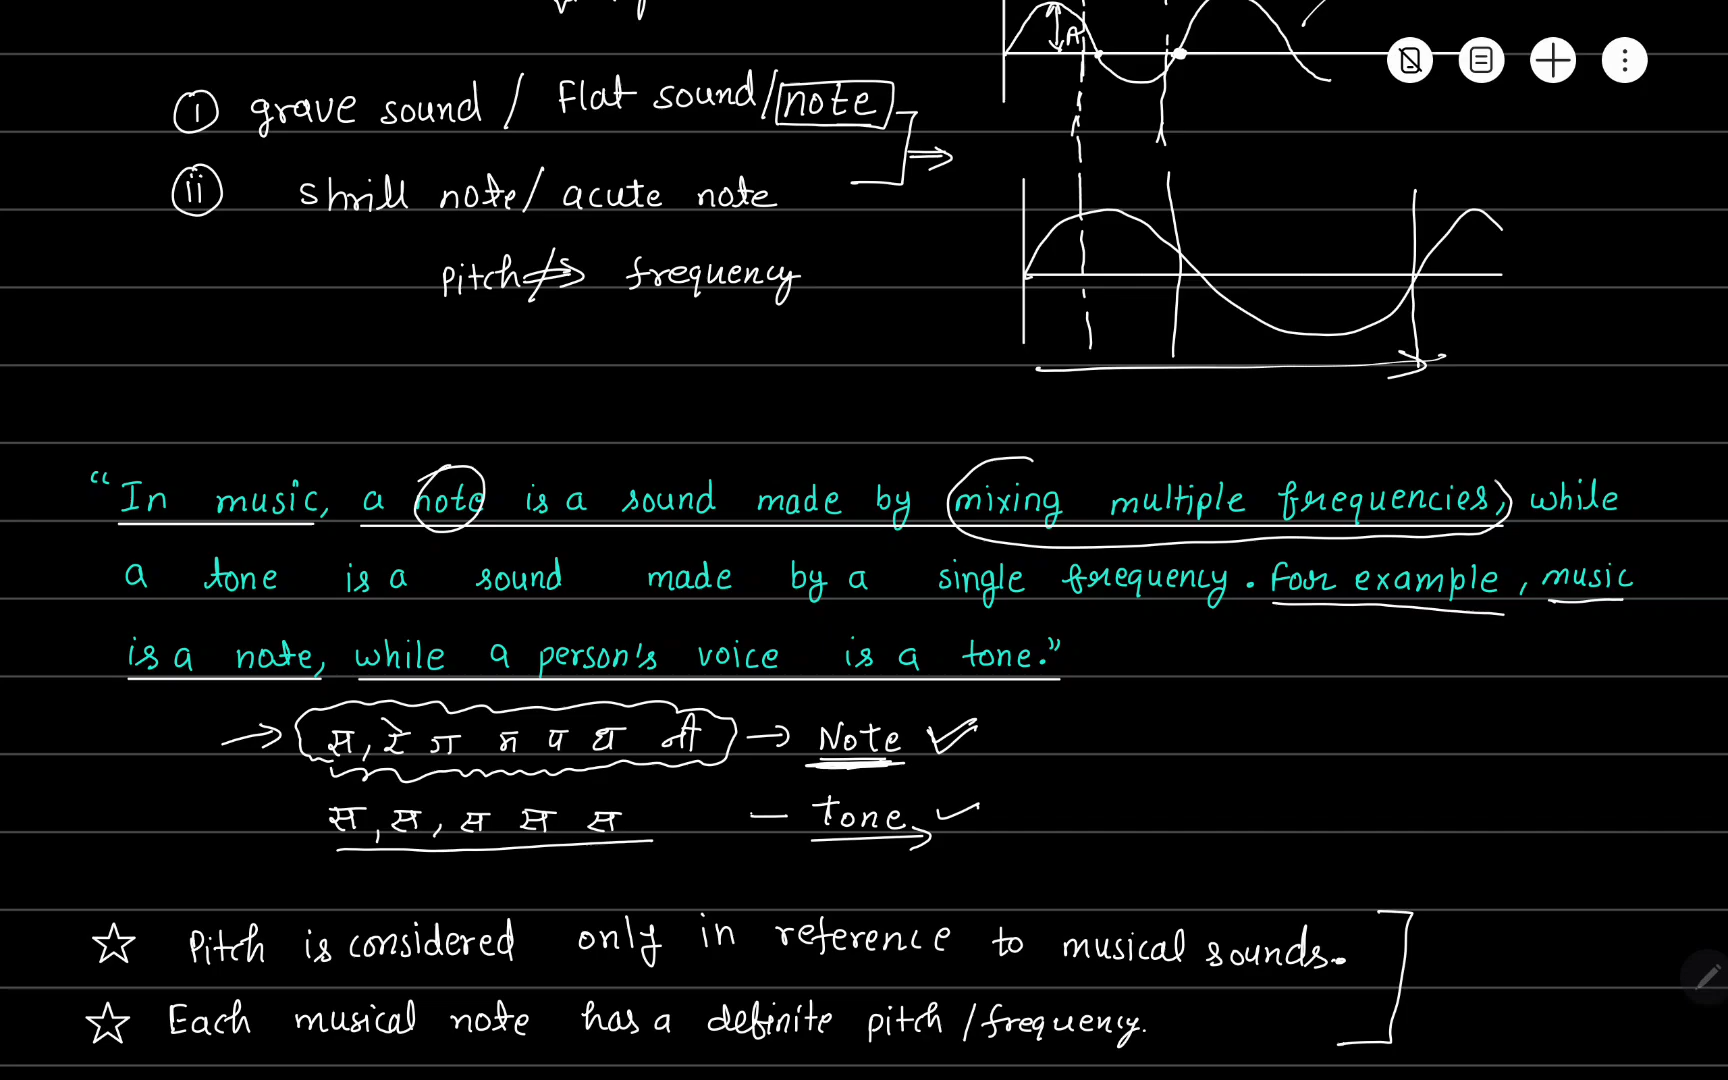 A
ⓘ grave sound / Flat sound/ note
ⓘⓘ shrill note/ acute note
pitch ⇏ frequency
“In music, a note is a sound made by mixing multiple frequencies, while
a tone is a sound made by a single frequency. For example, music
is a note, while a person's voice is a tone.”
→ स, रे ग म प ध नी → Note ✓
स, स, स स स – tone ✓
☆ Pitch is considered only in reference to musical sounds.
☆ Each musical note has a definite pitch / frequency.